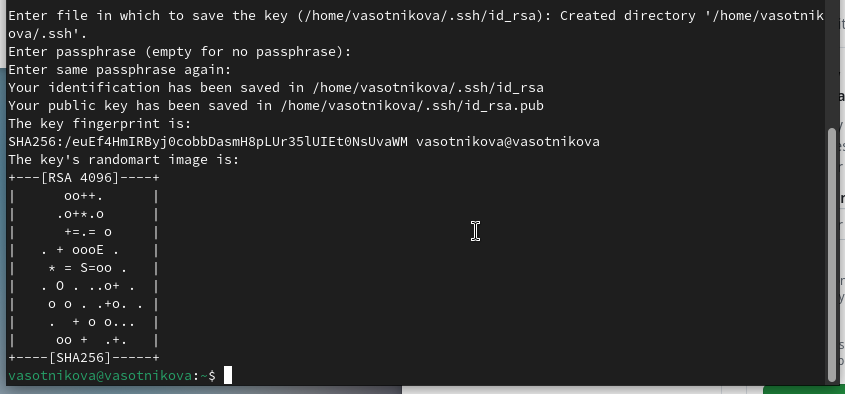 Enter file in which to save the key (/home/vasotnikova/.ssh/id_rsa): Created directory '/home/vasotnik
ova/.ssh'.
Enter passphrase (empty for no passphrase):
Enter same passphrase again:
Your identification has been saved in /home/vasotnikova/.ssh/id_rsa
Your public key has been saved in /home/vasotnikova/.ssh/id_rsa.pub
The key fingerprint is:
SHA256:/euEf4HmIRByj0cobbDasmH8pLUr35lUIEt0NsUvaWM vasotnikova@vasotnikova
The key's randomart image is:
+---[RSA 4096]----+
|      oo++.      |
|     .o+*.o      |
|      +=.= o     |
|   . + oooE .    |
|    * = S=oo .   |
|   . O . ..o+ .  |
|    o o . .+o. . |
|    .  + o o...  |
|     oo +  .+.   |
+----[SHA256]-----+
vasotnikova@vasotnikova:~$